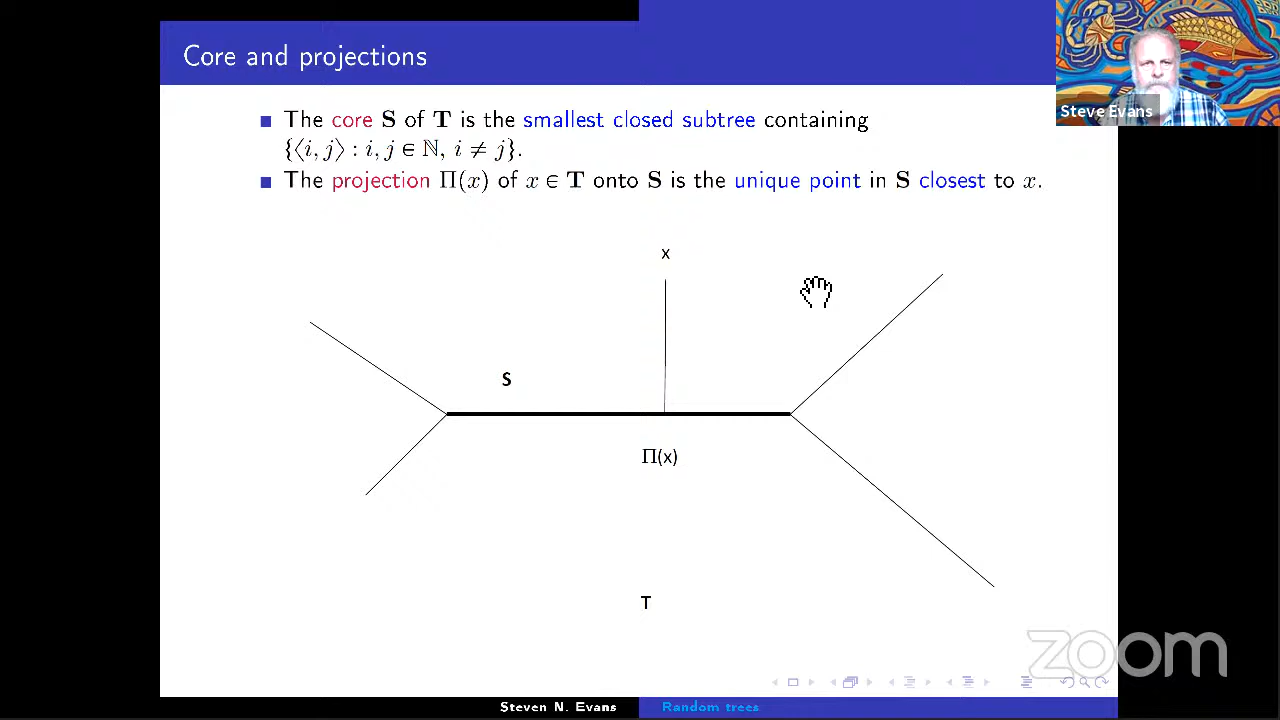 Core and projections
Steve Evans
The core S of T is the smallest closed subtree containing
{⟨i, j⟩ : i, j ∈ ℕ, i ≠ j}.
The projection Π(x) of x ∈ T onto S is the unique point in S closest to x.
x
S
Π(x)
T
zoom
Steven N. Evans
Random trees